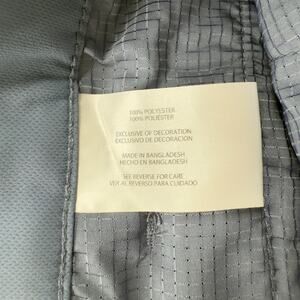 100% POLYESTER
100% POLIÉSTER
EXCLUSIVE OF DECORATION
EXCLUSIVO DE DECORACION
MADE IN BANGLADESH
HECHO EN BANGLADESH
SEE REVERSE FOR CARE
VER AL REVERSO PARA CUIDADO